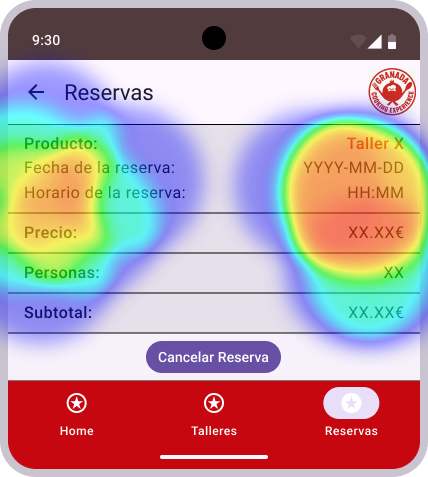 9:30
Reservas
GRANADA
COOKING EXPERIENCE
Producto: Taller X
Fecha de la reserva: YYYY-MM-DD
Horario de la reserva: HH:MM
Precio: XX.XX€
Personas: XX
Subtotal: XX.XX€
Cancelar Reserva
Home Talleres Reservas